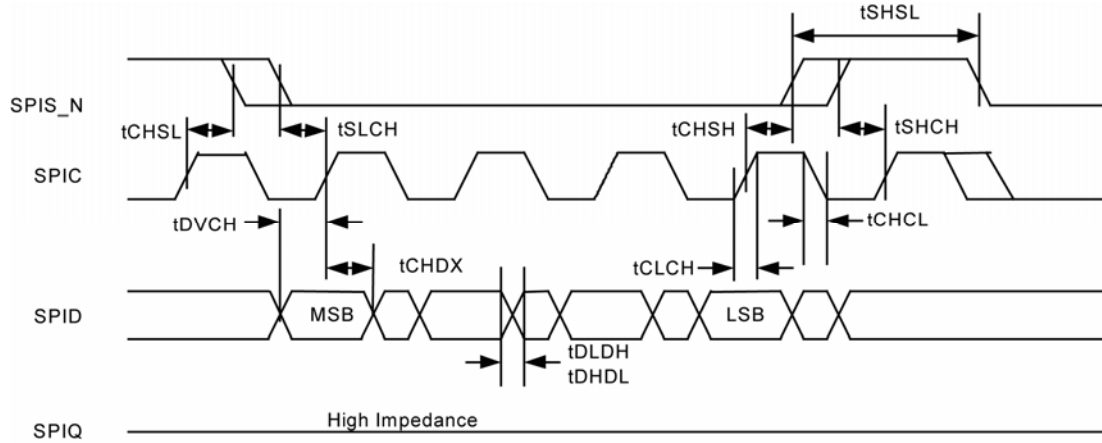 tSHSL
SPIS_N
tCHSL
tSLCH
tCHSH
tSHCH
SPIC
tDVCH
tCHCL
tCHDX
tCLCH
SPID
MSB
LSB
tDLDH
tDHDL
High Impedance
SPIQ